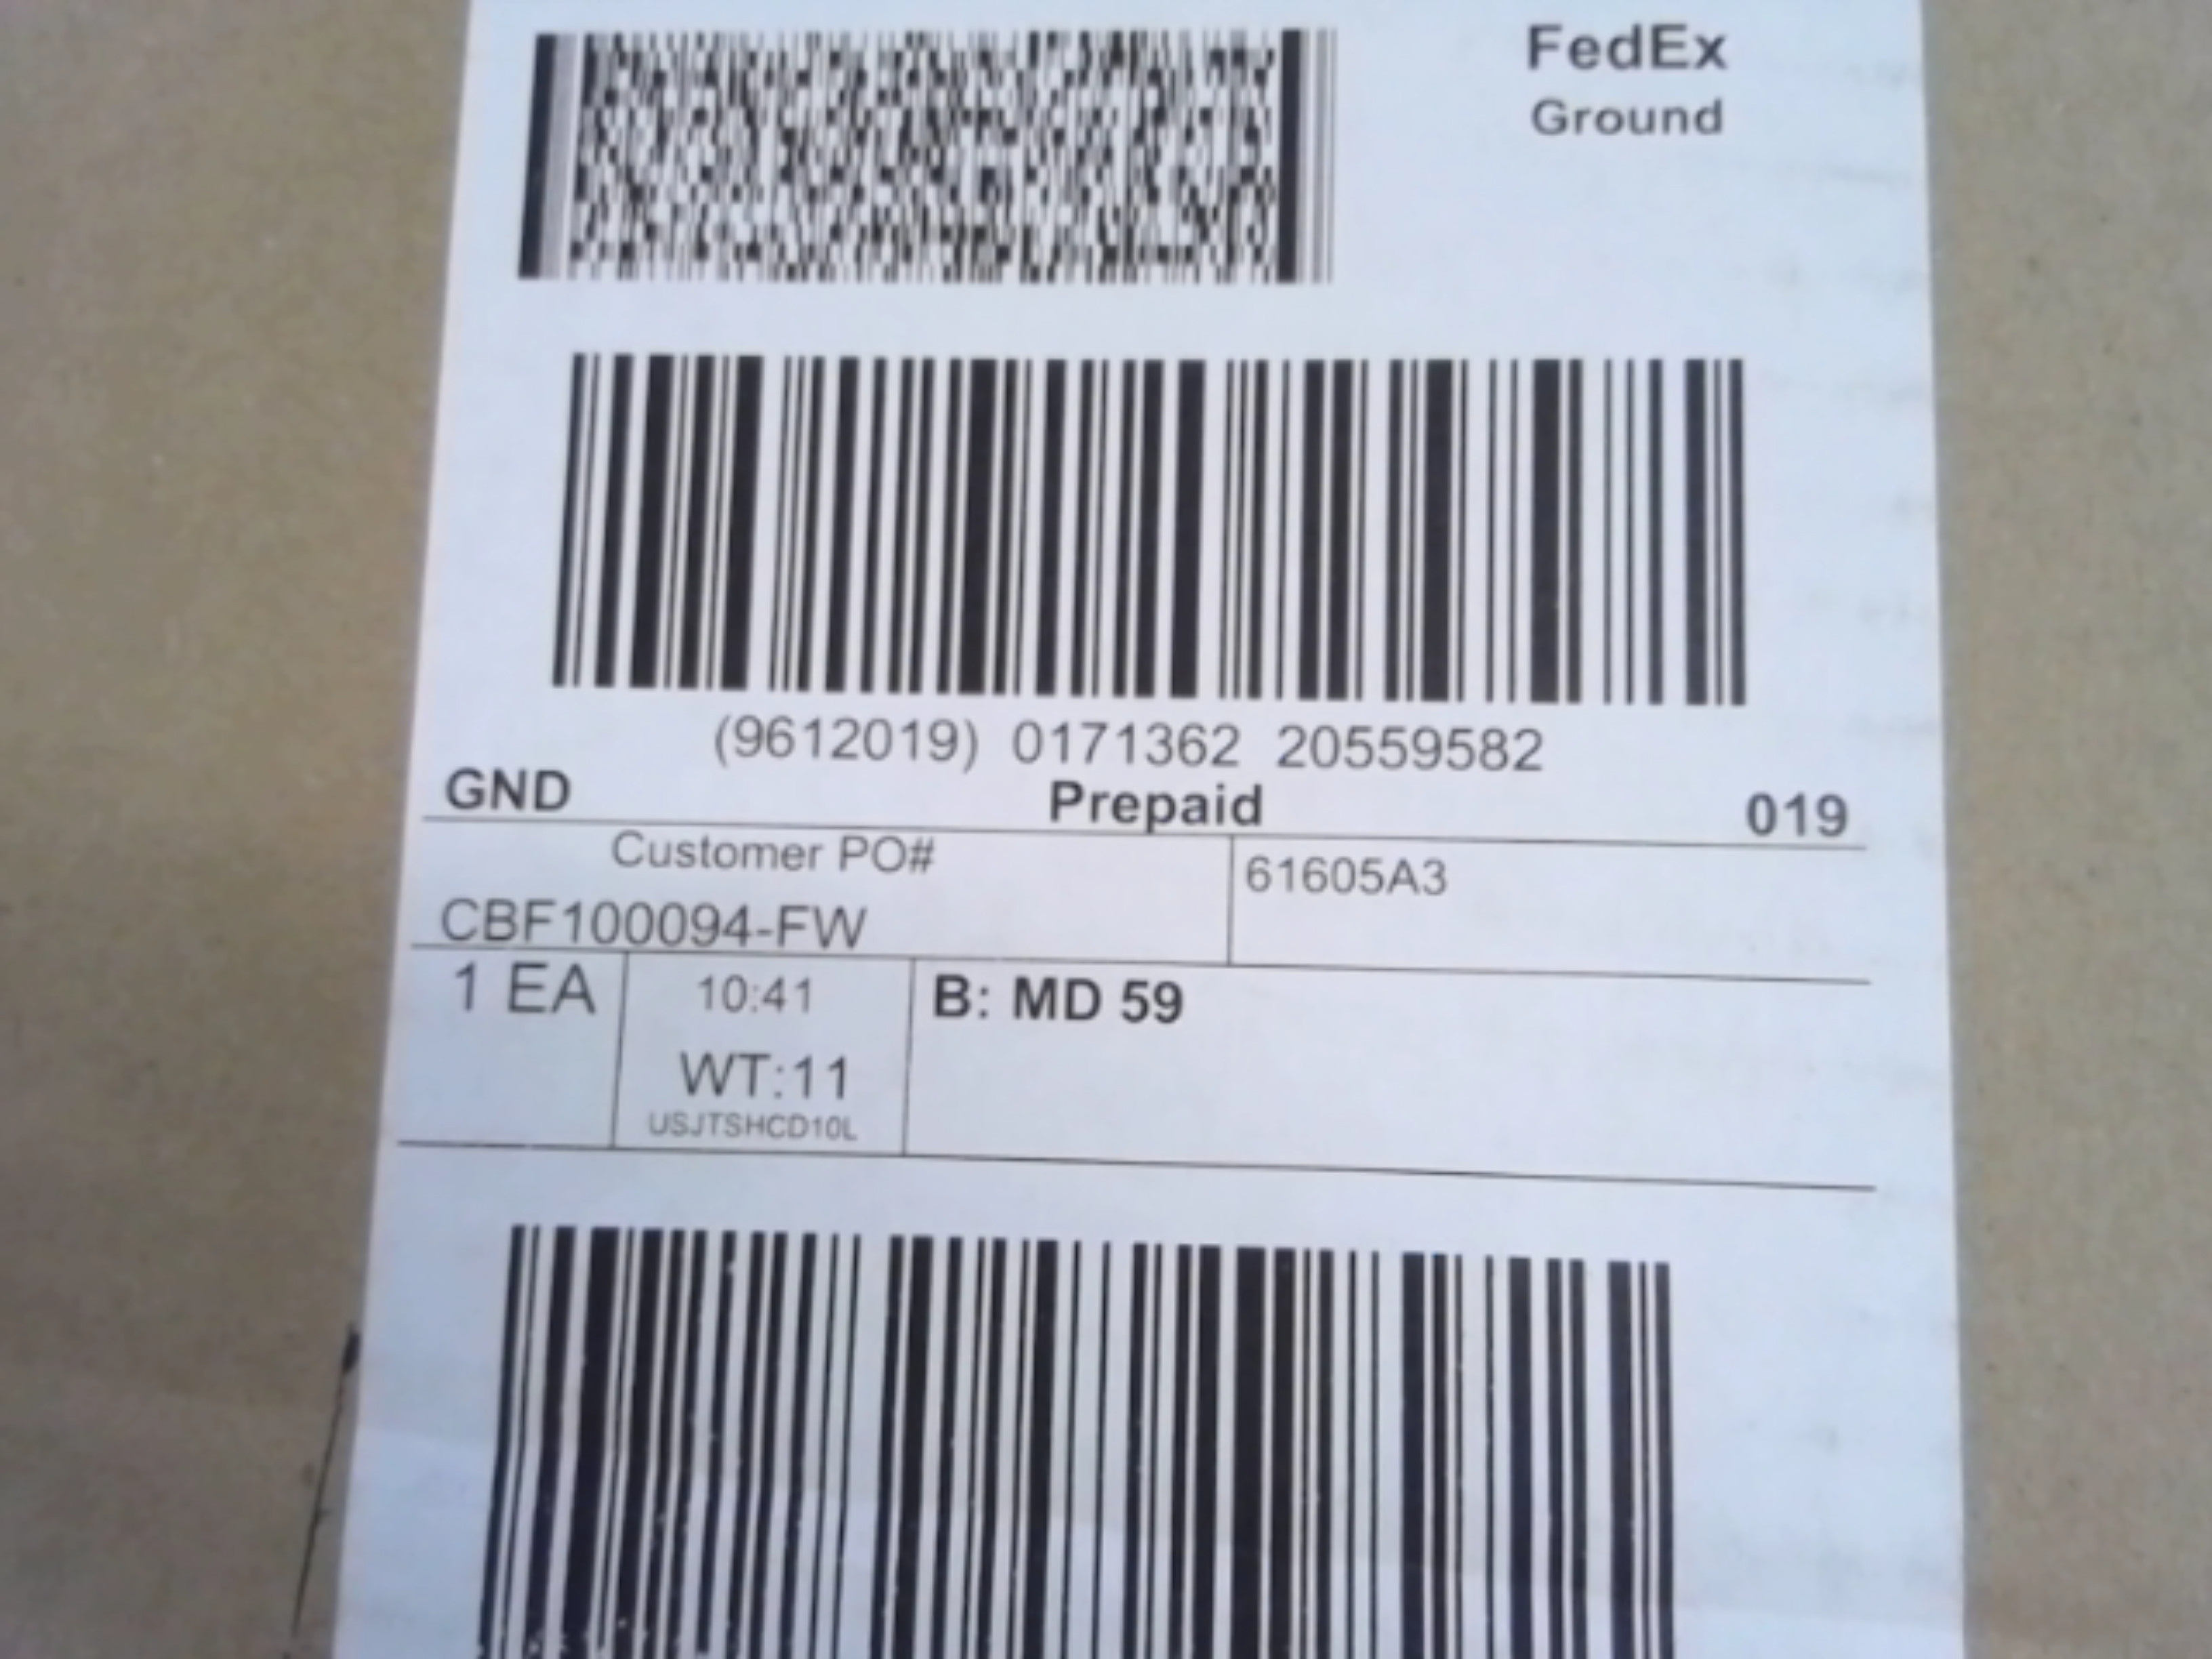 FedEx
Ground
(9612019) 0171362 20559582
GND Prepaid 019
Customer PO# 61605A3
CBF100094-FW
1 EA 10:41 B: MD 59
WT:11
USJTSHCD10L